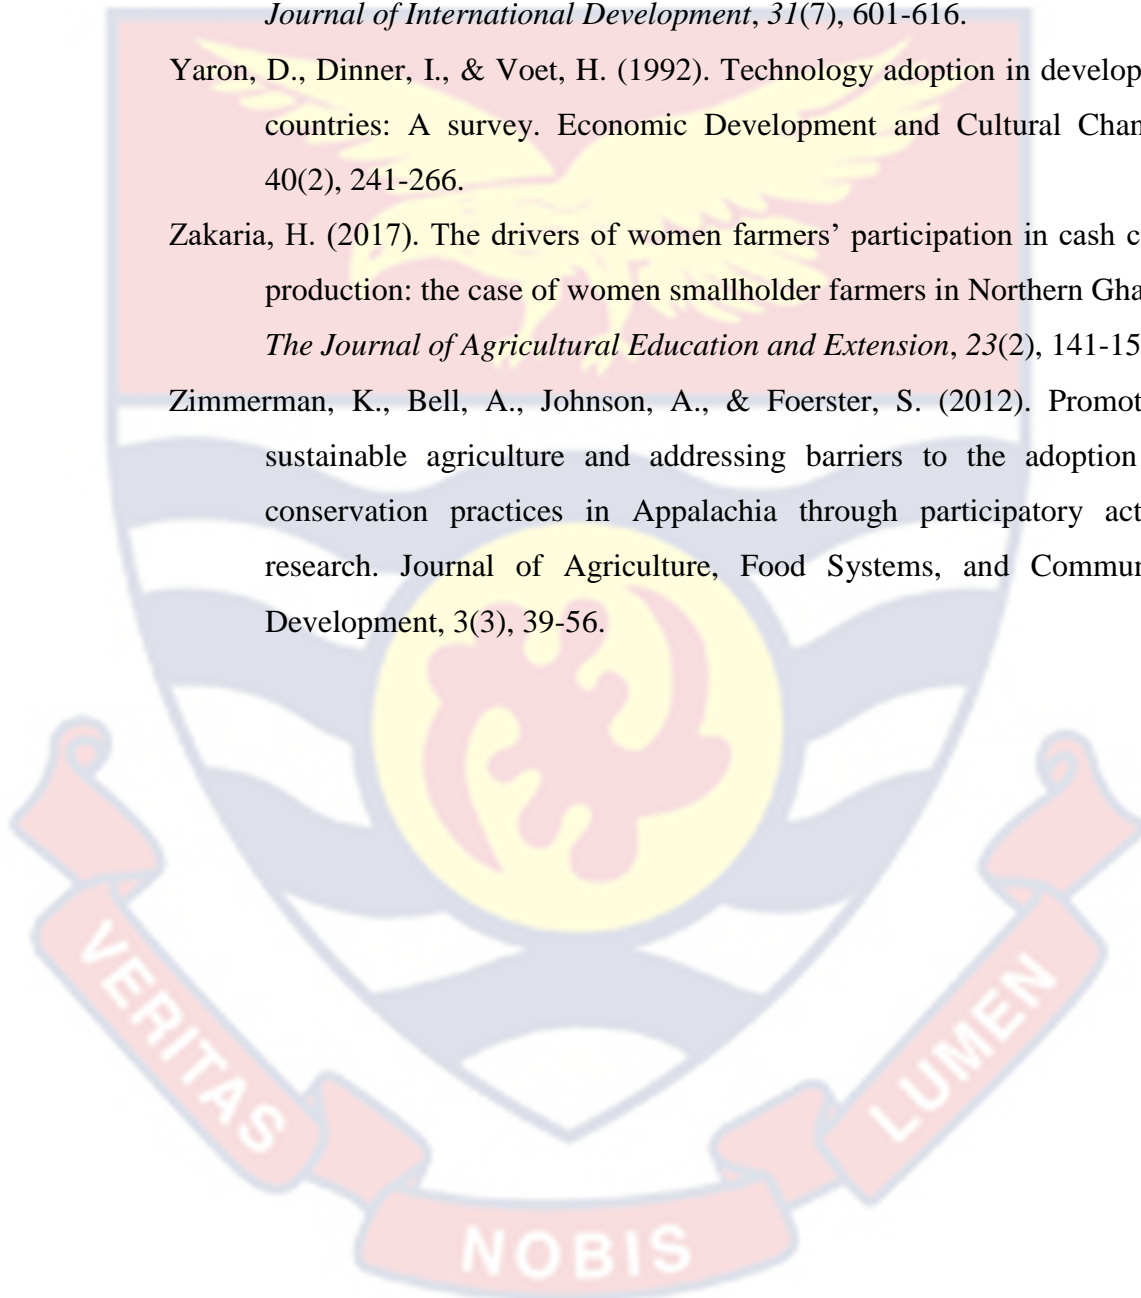 Journal of International Development, 31(7), 601-616.
Yaron, D., Dinner, I., & Voet, H. (1992). Technology adoption in develop
countries: A survey. Economic Development and Cultural Chan
40(2), 241-266.
Zakaria, H. (2017). The drivers of women farmers’ participation in cash c
production: the case of women smallholder farmers in Northern Gha
The Journal of Agricultural Education and Extension, 23(2), 141-15
Zimmerman, K., Bell, A., Johnson, A., & Foerster, S. (2012). Promot
sustainable agriculture and addressing barriers to the adoption
conservation practices in Appalachia through participatory act
research. Journal of Agriculture, Food Systems, and Commun
Development, 3(3), 39-56.
VERITAS
NOBIS
LUMEN